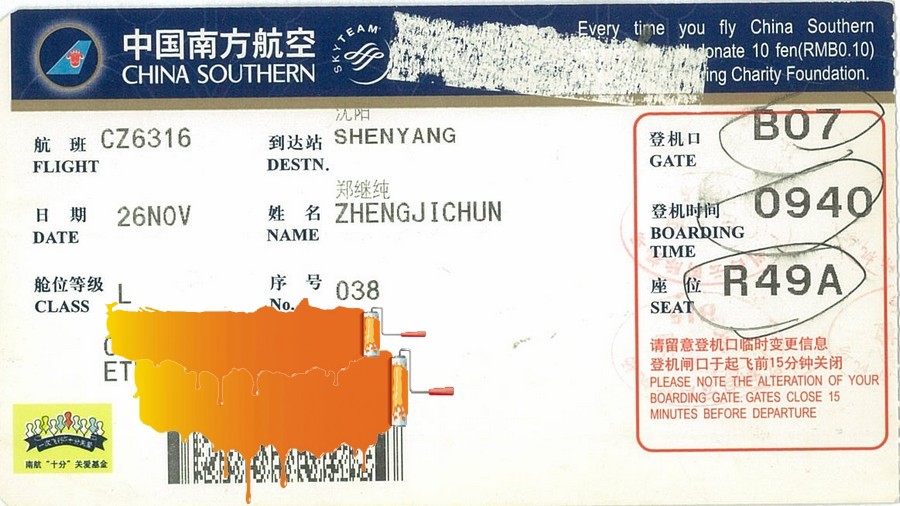 中国南方航空
CHINA SOUTHERN
SKYTEAM
Every time you fly China Southern
donate 10 fen(RMB0.10)
Charity Foundation.
航 班 CZ6316
FLIGHT
到达站 沈阳
SHENYANG
DESTN.
日 期 26NOV
DATE
姓 名 郑继纯
ZHENGJICHUN
NAME
舱位等级 L
CLASS
序 号 038
No.
ET
登机口 B07
GATE
登机时间 0940
BOARDING
TIME
座 位 R49A
SEAT
请留意登机口临时变更信息
登机闸口于起飞前15分钟关闭
PLEASE NOTE THE ALTERATION OF YOUR
BOARDING GATE. GATES CLOSE 15
MINUTES BEFORE DEPARTURE
南航“十分”关爱基金